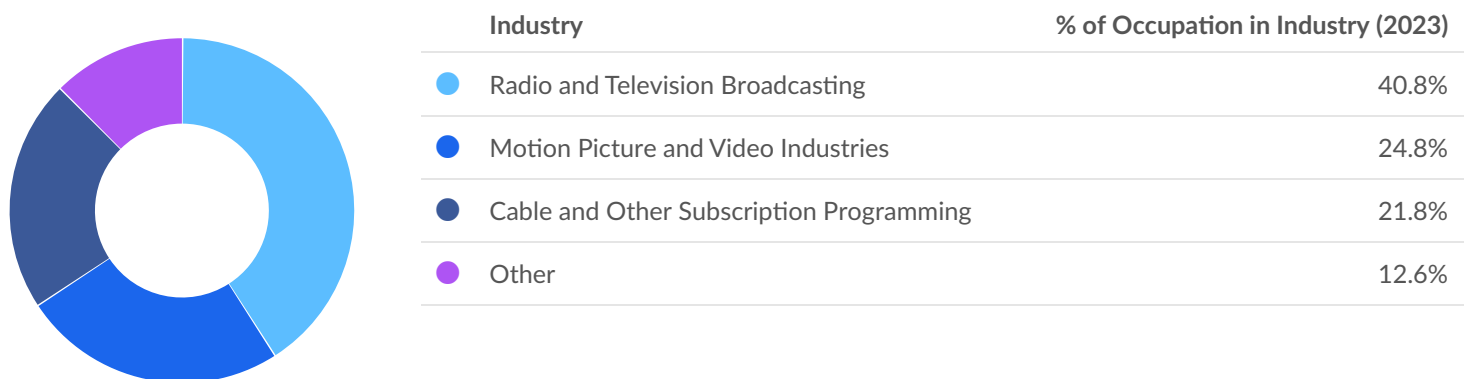 Industry % of Occupation in Industry (2023)
Radio and Television Broadcasting 40.8%
Motion Picture and Video Industries 24.8%
Cable and Other Subscription Programming 21.8%
Other 12.6%